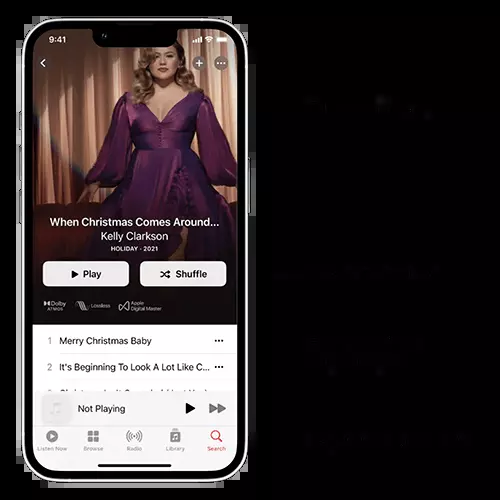 9:41
When Christmas Comes Around...
Kelly Clarkson
HOLIDAY · 2021
Play
Shuffle
Dolby ATMOS
Lossless
Apple Digital Master
1 Merry Christmas Baby
2 It's Beginning To Look A Lot Like C...
Not Playing
Listen Now
Browse
Radio
Library
Search